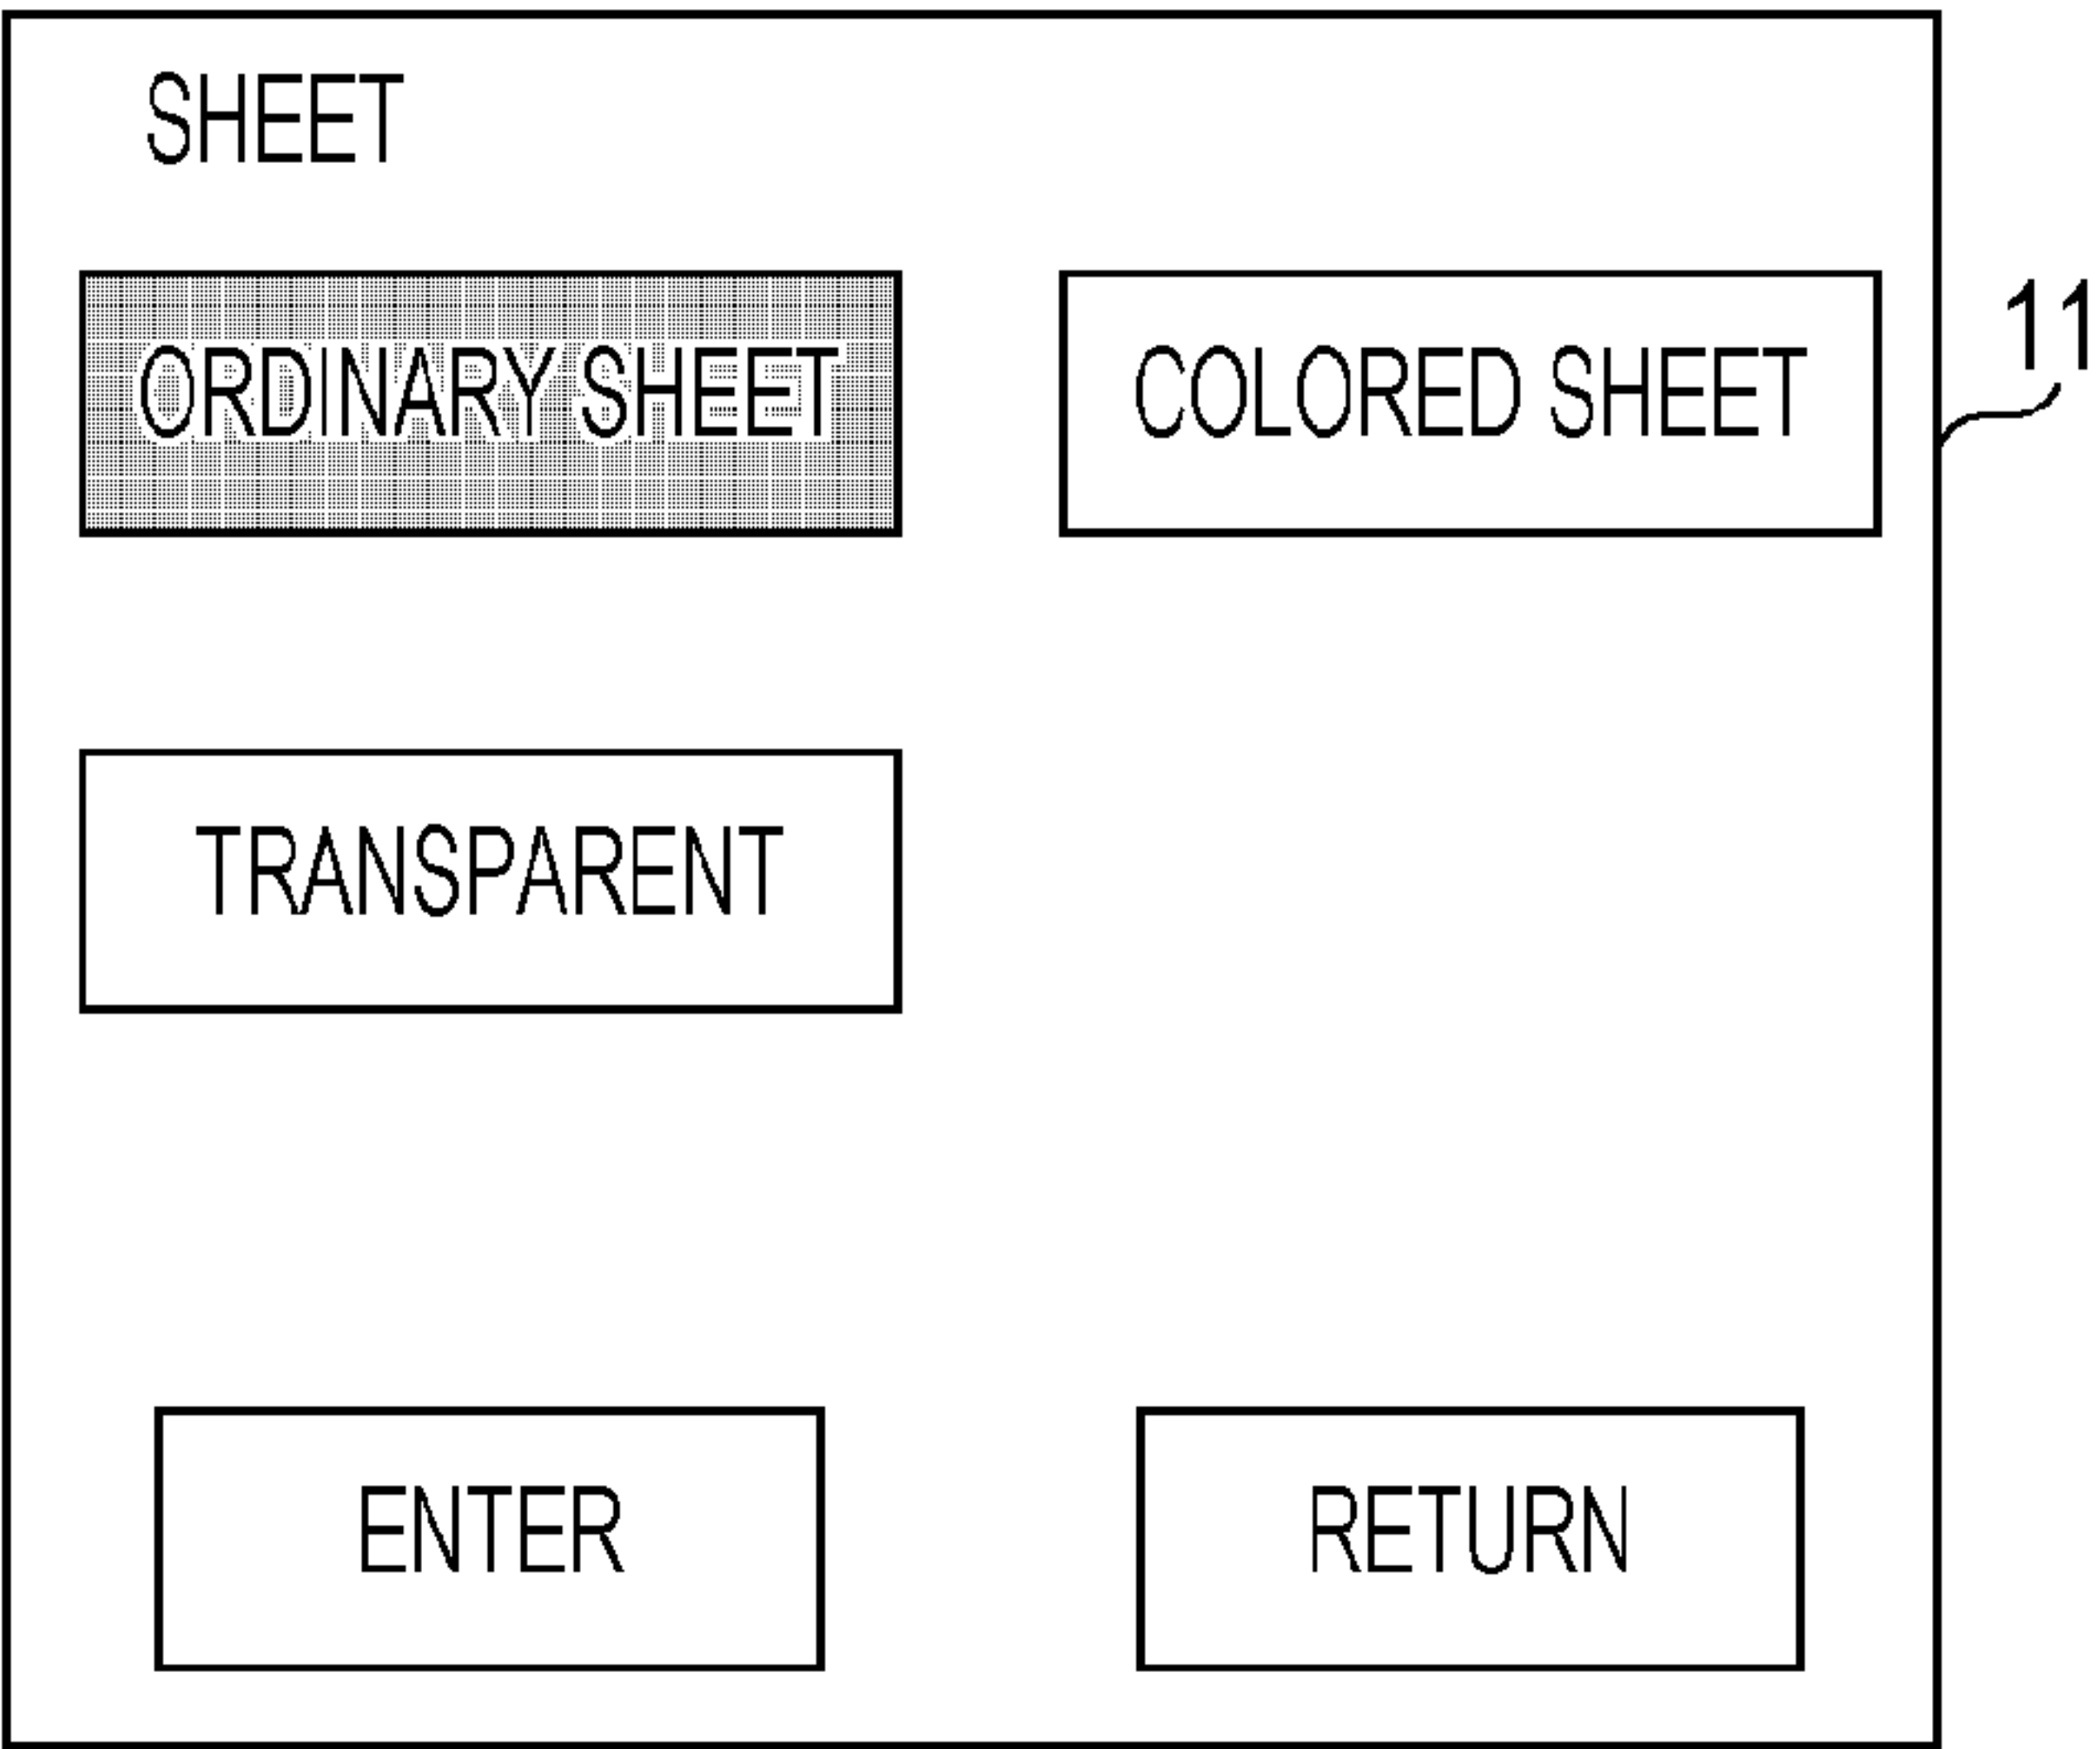 SHEET
ORDINARY SHEET
COLORED SHEET
11
TRANSPARENT
ENTER
RETURN